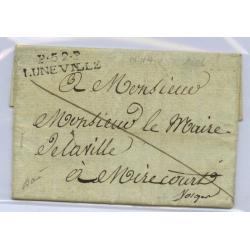 P.52.P
LUNEVILLE
A Monsieur
Monsieur le Maire
De la ville
à Mirecourt
Vosges